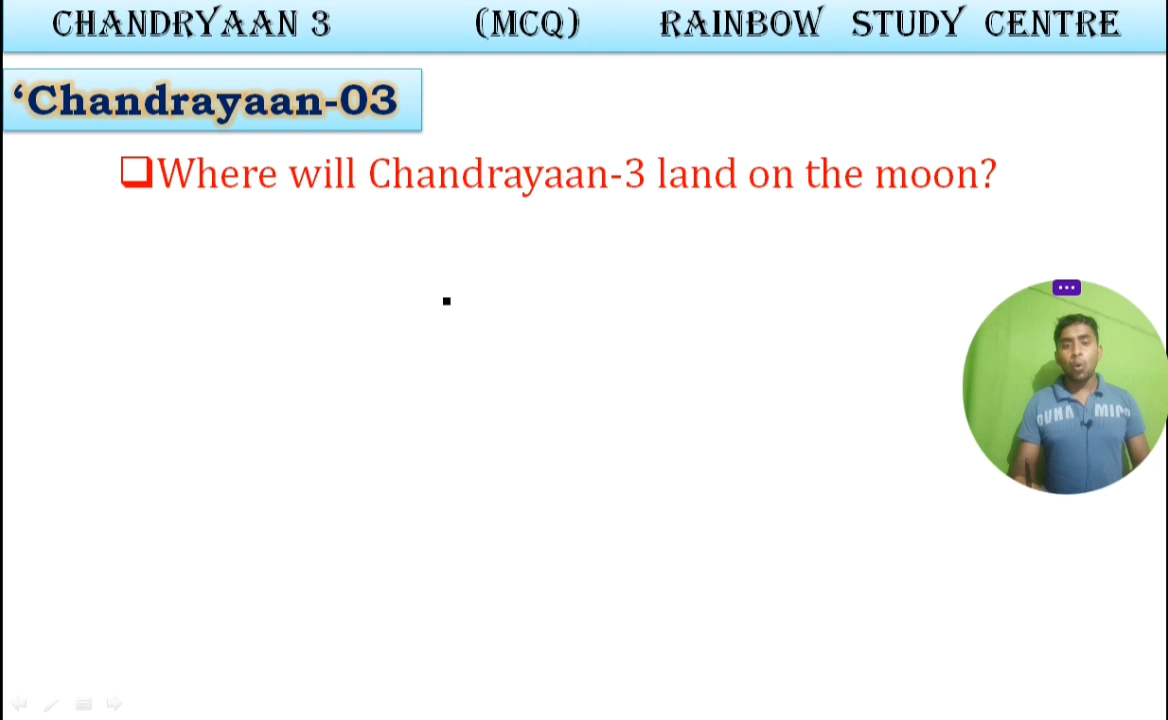 CHANDRYAAN 3 (MCQ) RAINBOW STUDY CENTRE
‘Chandrayaan-03
Where will Chandrayaan-3 land on the moon?